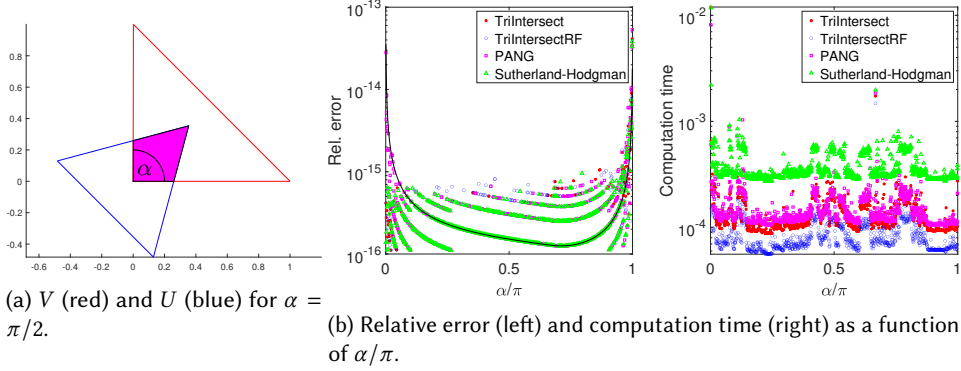 0.8
0.6
0.4
0.2
0
-0.2
-0.4
-0.6 -0.4 -0.2 0 0.2 0.4 0.6 0.8 1
α
(a) V (red) and U (blue) for α =
π/2.
10^-13
10^-14
10^-15
10^-16
Rel. error
0 0.5 1
α/π
TriIntersect
TriIntersectRF
PANG
Sutherland-Hodgman
10^-2
10^-3
10^-4
Computation time
0 0.5 1
α/π
TriIntersect
TriIntersectRF
PANG
Sutherland-Hodgman
(b) Relative error (left) and computation time (right) as a function
of α/π.